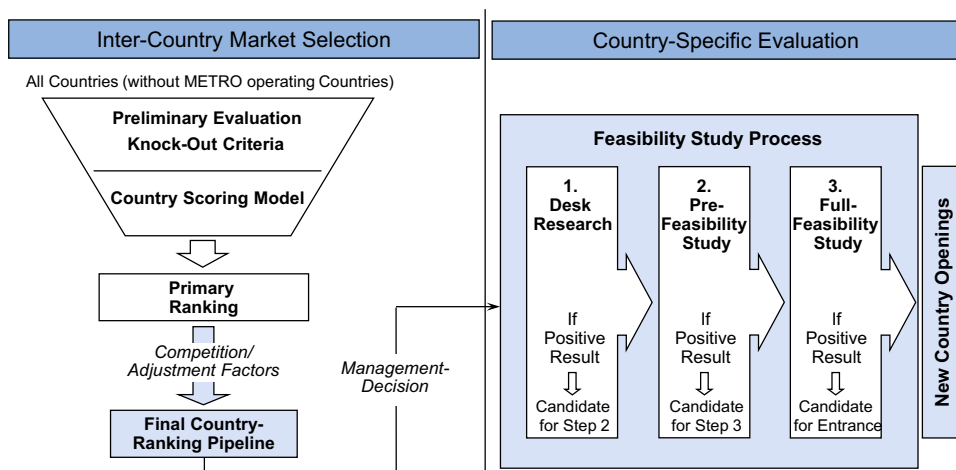 Inter-Country Market Selection
All Countries (without METRO operating Countries)
Preliminary Evaluation
Knock-Out Criteria
Country Scoring Model
Primary
Ranking
Competition/
Adjustment Factors
Final Country-
Ranking Pipeline
Management-
Decision
Country-Specific Evaluation
Feasibility Study Process
1.
Desk
Research
If
Positive
Result
Candidate
for Step 2
2.
Pre-
Feasibility
Study
If
Positive
Result
Candidate
for Step 3
3.
Full-
Feasibility
Study
If
Positive
Result
Candidate
for Entrance
New Country Openings